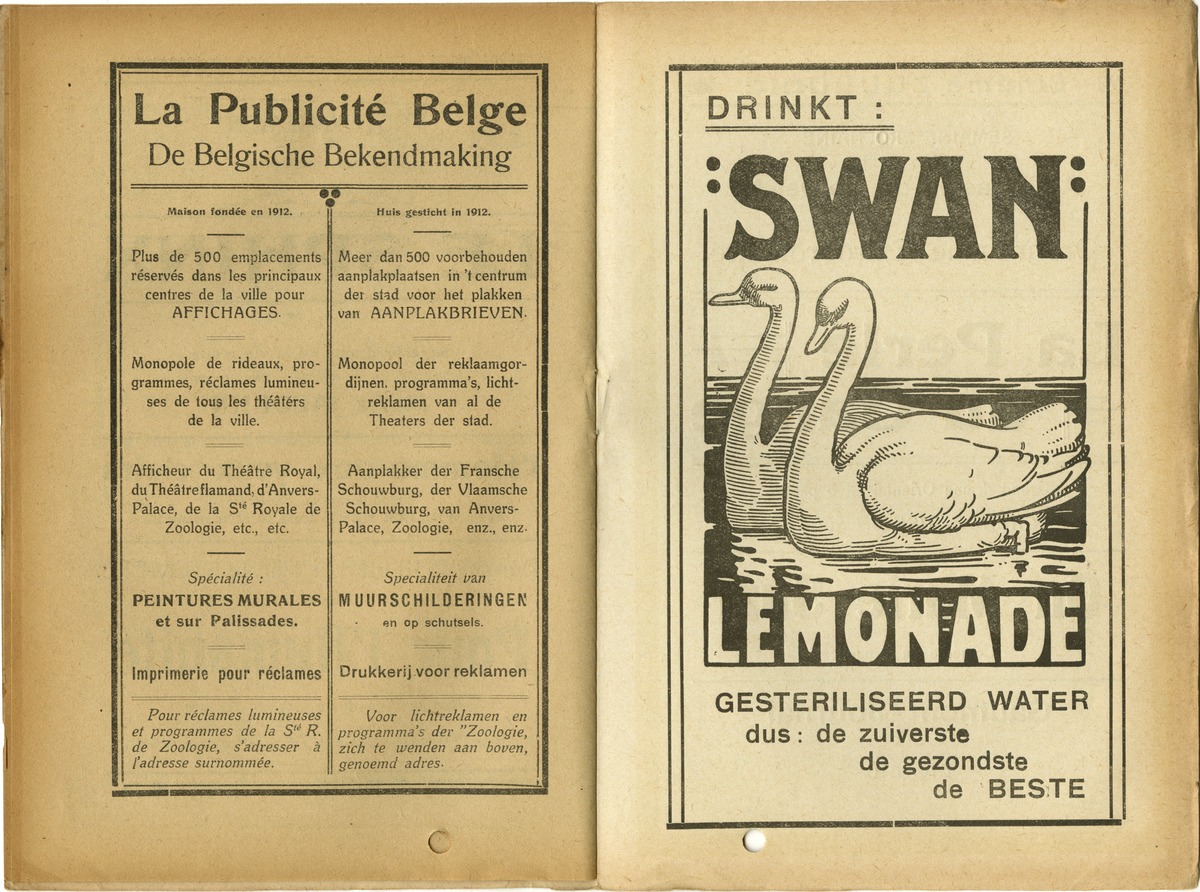 La Publicité Belge
De Belgische Bekendmaking
Maison fondée en 1912.
Plus de 500 emplacements
réservés dans les principaux
centres de la ville pour
AFFICHAGES.
Monopole de rideaux, pro-
grammes, réclames lumineu-
ses de tous les théâtérs
de la ville.
Afficheur du Théâtre Royal,
du Théâtre flamand, d'Anvers-
Palace, de la Sté Royale de
Zoologie, etc., etc.
Spécialité :
PEINTURES MURALES
et sur Palissades.
Imprimerie pour réclames
Pour réclames lumineuses
et programmes de la Sté R.
de Zoologie, s'adresser à
l'adresse surnommée.
Huis gesticht in 1912.
Meer dan 500 voorbehouden
aanplakplaatsen in 't centrum
der stad voor het plakken
van AANPLAKBRIEVEN.
Monopool der reklaamgor-
dijnen. programma's, licht-
reklamen van al de
Theaters der stad.
Aanplakker der Fransche
Schouwburg, der Vlaamsche
Schouwburg, van Anvers-
Palace, Zoologie, enz., enz.
Specialiteit van
MUURSCHILDERINGEN
en op schutsels.
Drukkerij voor reklamen
Voor lichtreklamen en
programma's der "Zoologie,
zich te wenden aan boven,
genoemd adres.
DRINKT :
:SWAN:
LEMONADE
GESTERILISEERD WATER
dus : de zuiverste
de gezondste
de BESTE